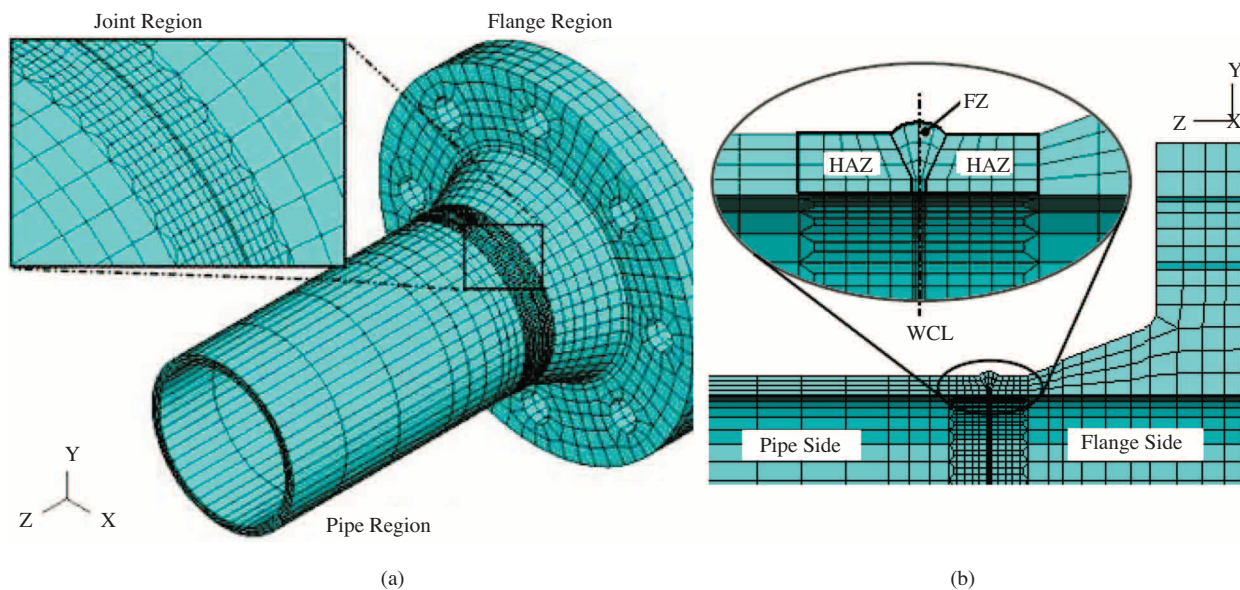 Joint Region
Flange Region
Y
Z X
Pipe Region
(a)
FZ
HAZ HAZ
WCL
Y
Z X
Pipe Side
Flange Side
(b)